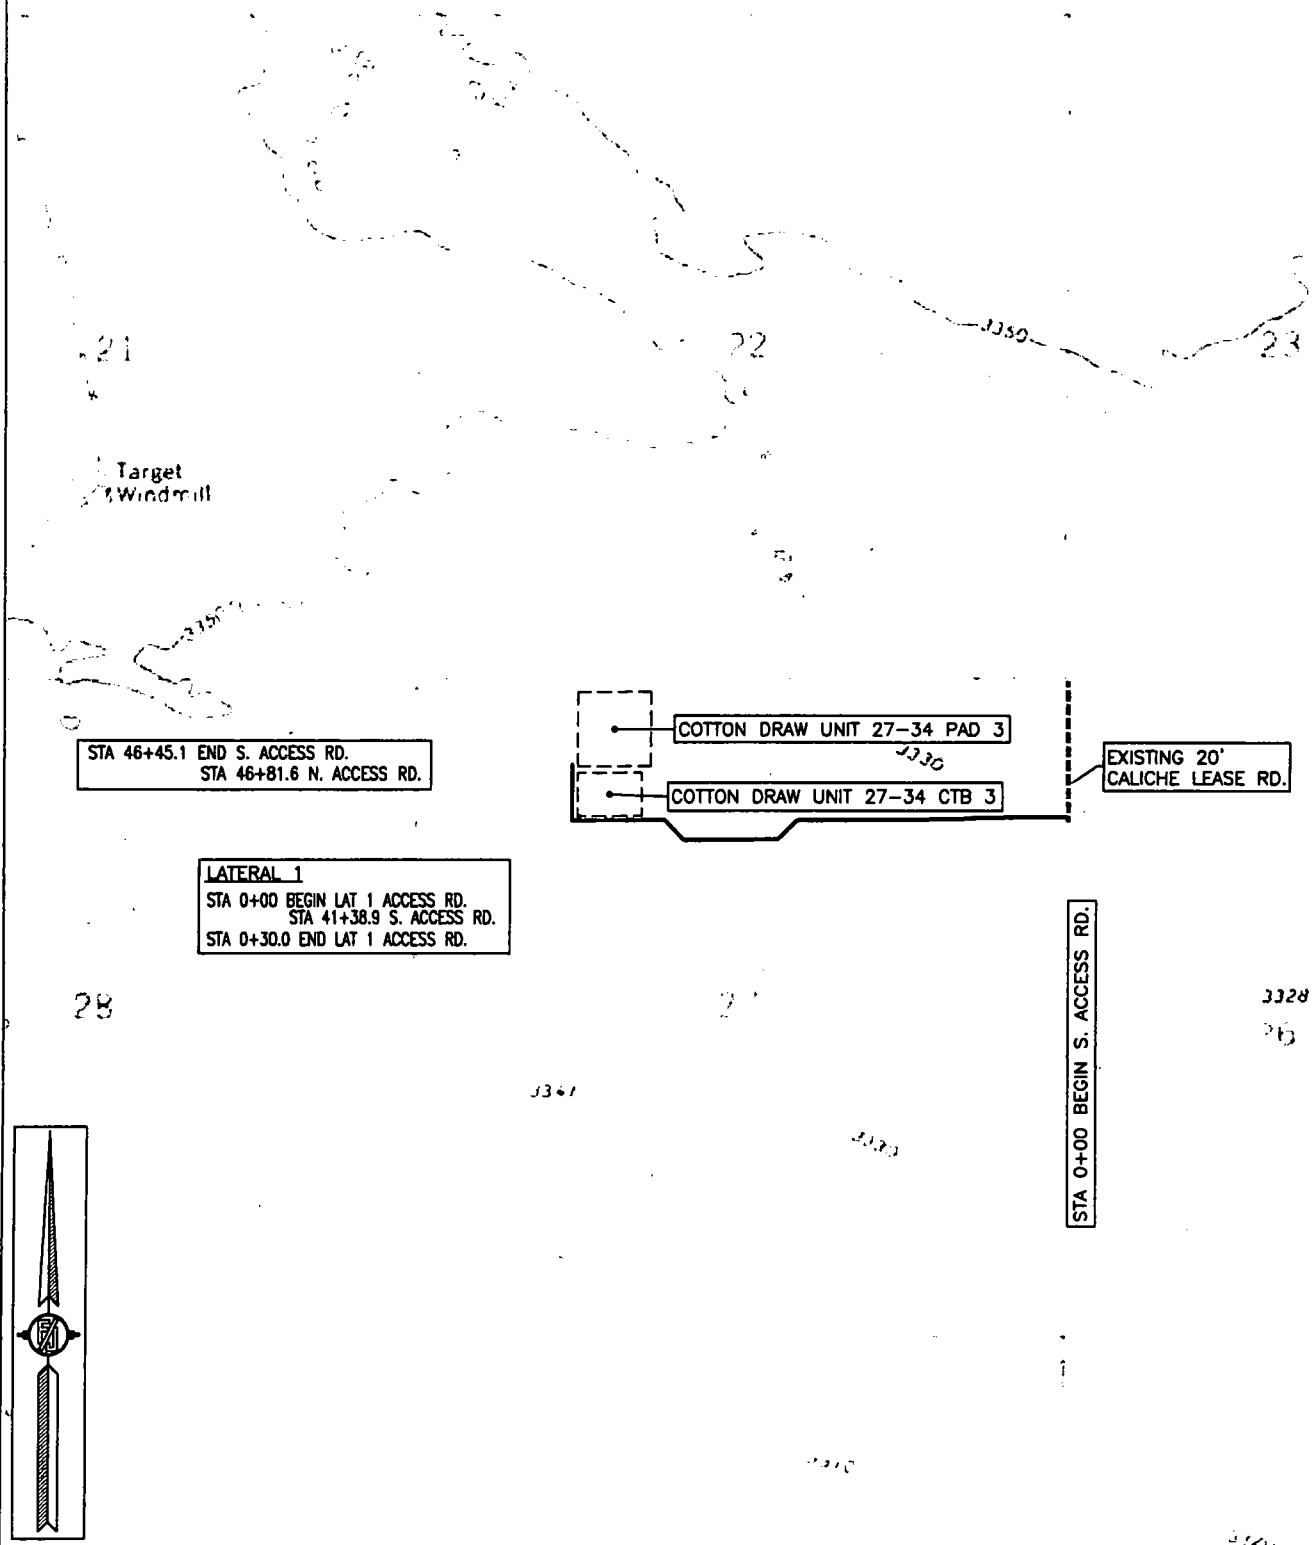 3350
21
22
23
Target
Windmill
COTTON DRAW UNIT 27-34 PAD 3
3330
STA 46+45.1 END S. ACCESS RD.
STA 46+81.6 N. ACCESS RD.
EXISTING 20'
CALICHE LEASE RD.
COTTON DRAW UNIT 27-34 CTB 3
LATERAL 1
STA 0+00 BEGIN LAT 1 ACCESS RD.
STA 41+38.9 S. ACCESS RD.
STA 0+30.0 END LAT 1 ACCESS RD.
STA 0+00 BEGIN S. ACCESS RD.
28
3328
26